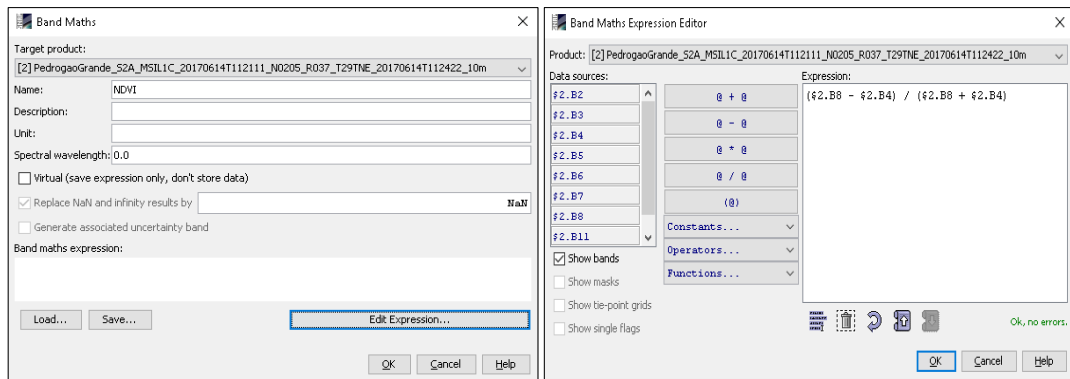 Band Maths
Target product:
[2] PedrogaoGrande_S2A_MSIL1C_20170614T112111_N0205_R037_T29TNE_20170614T112422_10m
Name: NDVI
Description:
Unit:
Spectral wavelength: 0.0
Virtual (save expression only, don't store data)
Replace NaN and infinity results by NaN
Generate associated uncertainty band
Band maths expression:
Load... Save... Edit Expression...
OK Cancel Help
Band Maths Expression Editor
Product: [2] PedrogaoGrande_S2A_MSIL1C_20170614T112111_N0205_R037_T29TNE_20170614T112422_10m
Data sources: Expression:
$2.B2 @ + @ ($2.B8 - $2.B4) / ($2.B8 + $2.B4)
$2.B3 @ - @
$2.B4
$2.B5 @ * @
$2.B6 @ / @
$2.B7 (@)
$2.B8 Constants...
$2.B11 Operators...
Show bands Functions...
Show masks
Show tie-point grids
Show single flags Ok, no errors.
OK Cancel Help